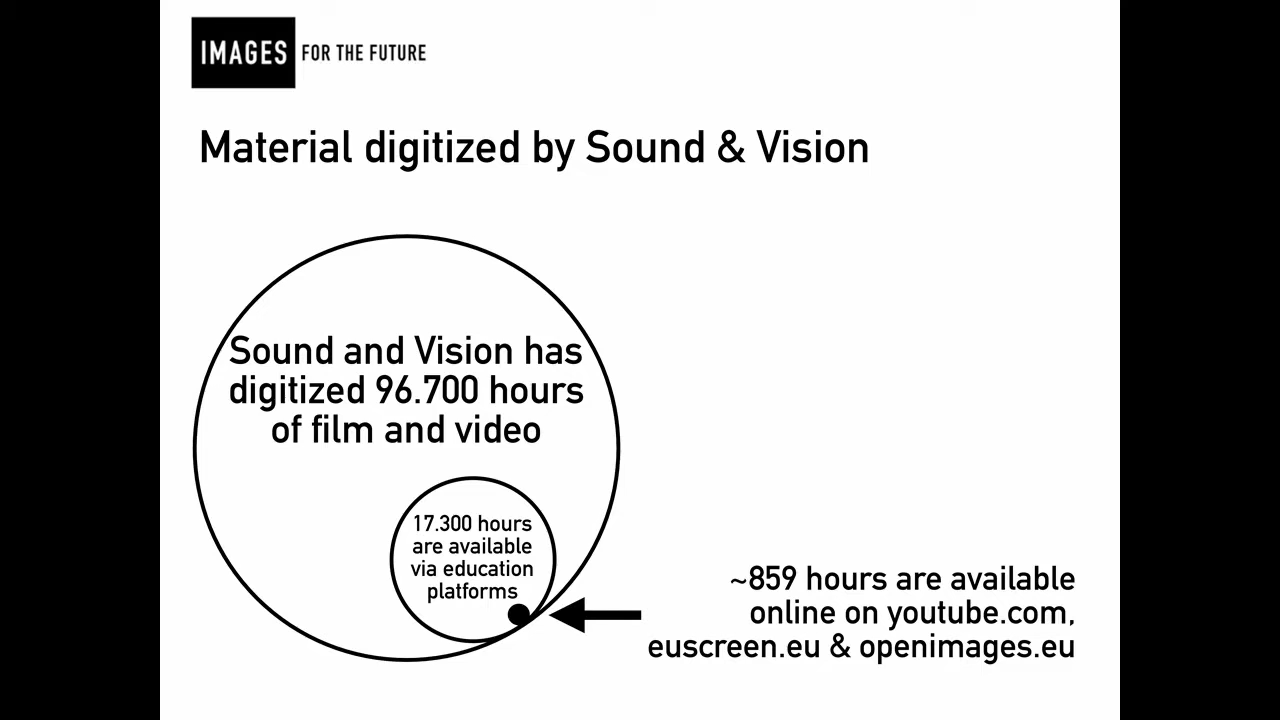 IMAGES FOR THE FUTURE
Material digitized by Sound & Vision
Sound and Vision has
digitized 96.700 hours
of film and video
17.300 hours
are available
via education
platforms
~859 hours are available
online on youtube.com,
euscreen.eu & openimages.eu